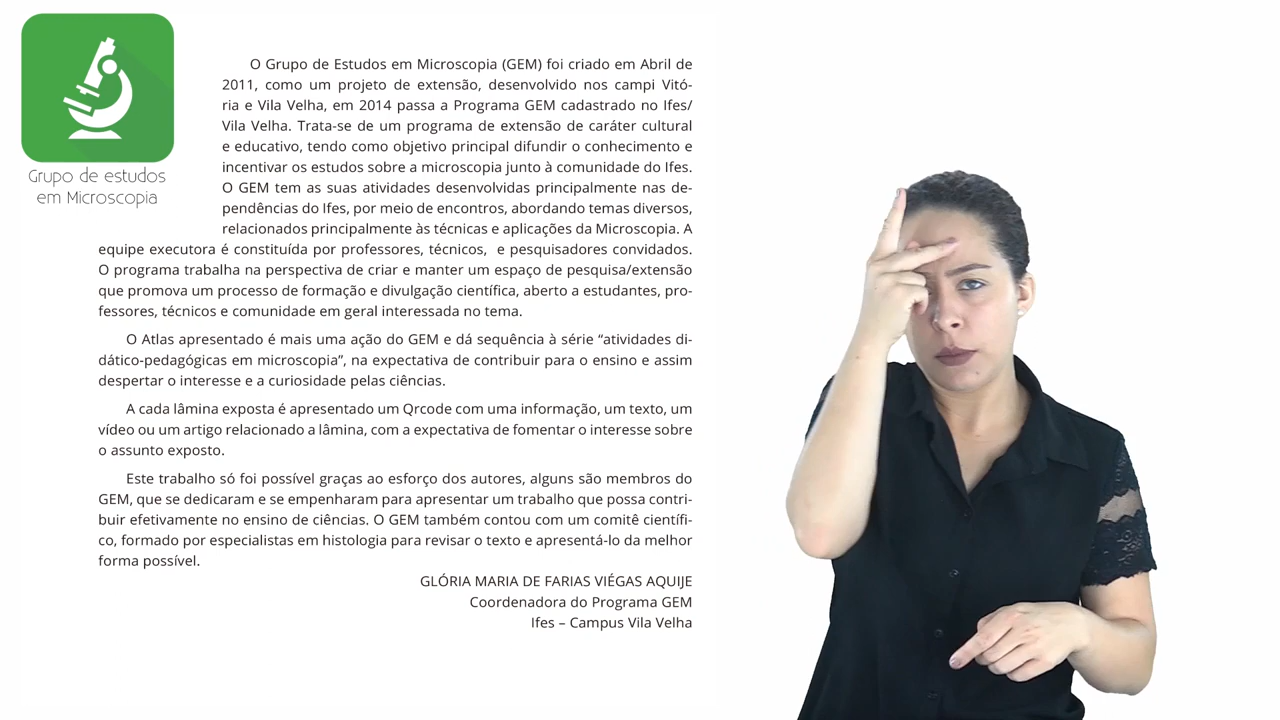 Grupo de estudos
em Microscopia
O Grupo de Estudos em Microscopia (GEM) foi criado em Abril de
2011, como um projeto de extensão, desenvolvido nos campi Vitó-
ria e Vila Velha, em 2014 passa a Programa GEM cadastrado no Ifes/
Vila Velha. Trata-se de um programa de extensão de caráter cultural
e educativo, tendo como objetivo principal difundir o conhecimento e
incentivar os estudos sobre a microscopia junto à comunidade do Ifes.
O GEM tem as suas atividades desenvolvidas principalmente nas de-
pendências do Ifes, por meio de encontros, abordando temas diversos,
relacionados principalmente às técnicas e aplicações da Microscopia. A
equipe executora é constituída por professores, técnicos,  e pesquisadores convidados.
O programa trabalha na perspectiva de criar e manter um espaço de pesquisa/extensão
que promova um processo de formação e divulgação científica, aberto a estudantes, pro-
fessores, técnicos e comunidade em geral interessada no tema.
O Atlas apresentado é mais uma ação do GEM e dá sequência à série “atividades di-
dático-pedagógicas em microscopia”, na expectativa de contribuir para o ensino e assim
despertar o interesse e a curiosidade pelas ciências.
A cada lâmina exposta é apresentado um Qrcode com uma informação, um texto, um
vídeo ou um artigo relacionado a lâmina, com a expectativa de fomentar o interesse sobre
o assunto exposto.
Este trabalho só foi possível graças ao esforço dos autores, alguns são membros do
GEM, que se dedicaram e se empenharam para apresentar um trabalho que possa contri-
buir efetivamente no ensino de ciências. O GEM também contou com um comitê científi-
co, formado por especialistas em histologia para revisar o texto e apresentá-lo da melhor
forma possível.
GLÓRIA MARIA DE FARIAS VIÉGAS AQUIJE
Coordenadora do Programa GEM
Ifes – Campus Vila Velha